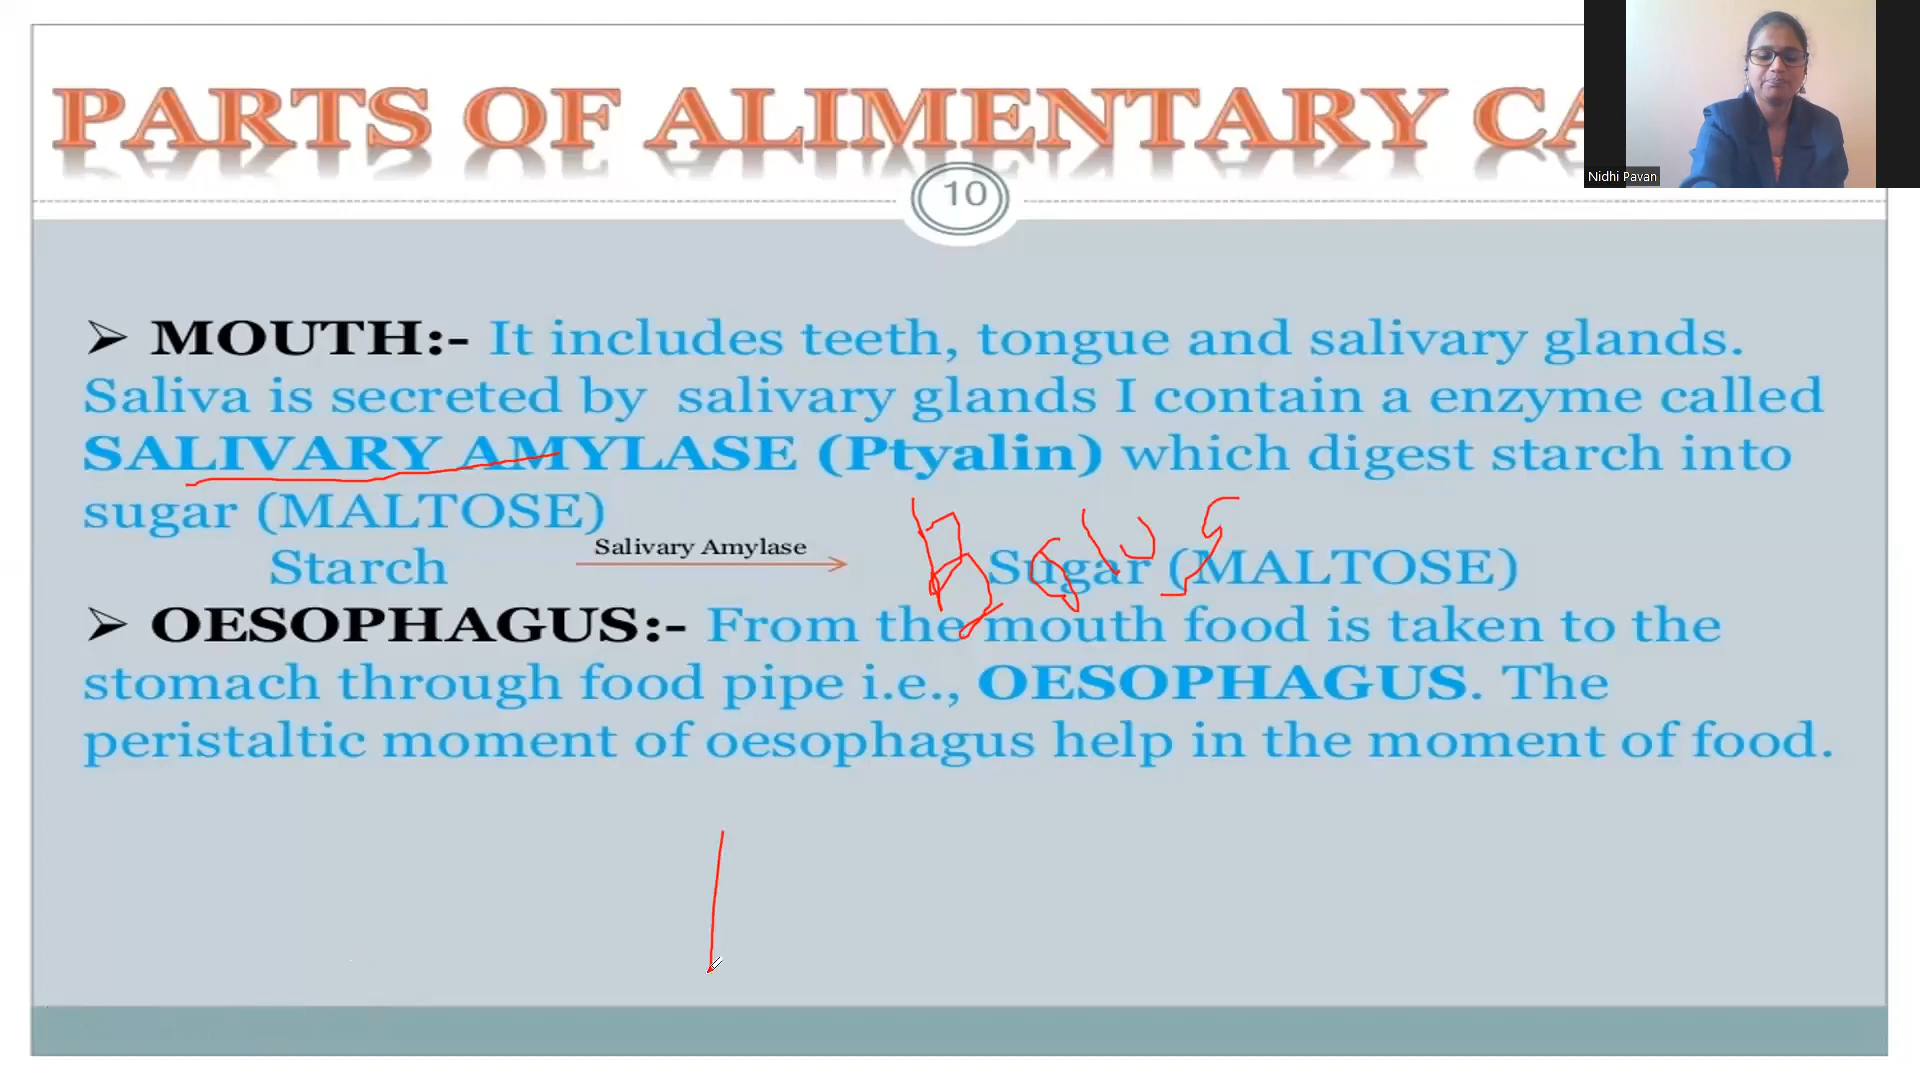 PARTS OF ALIMENTARY CA
Nidhi Pavan
10
➢ MOUTH:- It includes teeth, tongue and salivary glands.
Saliva is secreted by salivary glands I contain a enzyme called
SALIVARY AMYLASE (Ptyalin) which digest starch into
sugar (MALTOSE)
Starch Salivary Amylase Sugar (MALTOSE)
➢ OESOPHAGUS:- From the mouth food is taken to the
stomach through food pipe i.e., OESOPHAGUS. The
peristaltic moment of oesophagus help in the moment of food.